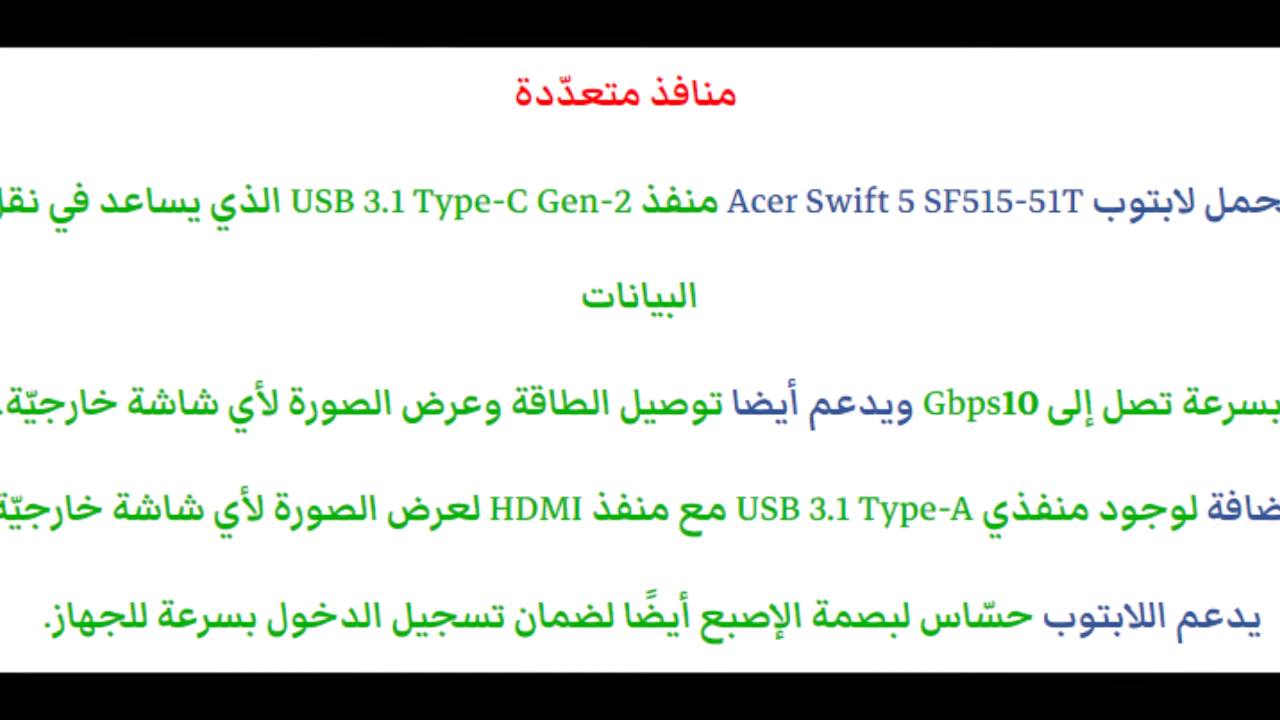 منافذ متعدّدة
حمل لابتوب Acer Swift 5 SF515-51T منفذ USB 3.1 Type-C Gen-2 الذي يساعد في نقل
البيانات
بسرعة تصل إلى Gbps10 ويدعم أيضا توصيل الطاقة وعرض الصورة لأي شاشة خارجيّة.
ضافة لوجود منفذي USB 3.1 Type-A مع منفذ HDMI لعرض الصورة لأي شاشة خارجيّة
يدعم اللابتوب حسّاس لبصمة الإصبع أيضًا لضمان تسجيل الدخول بسرعة للجهاز.